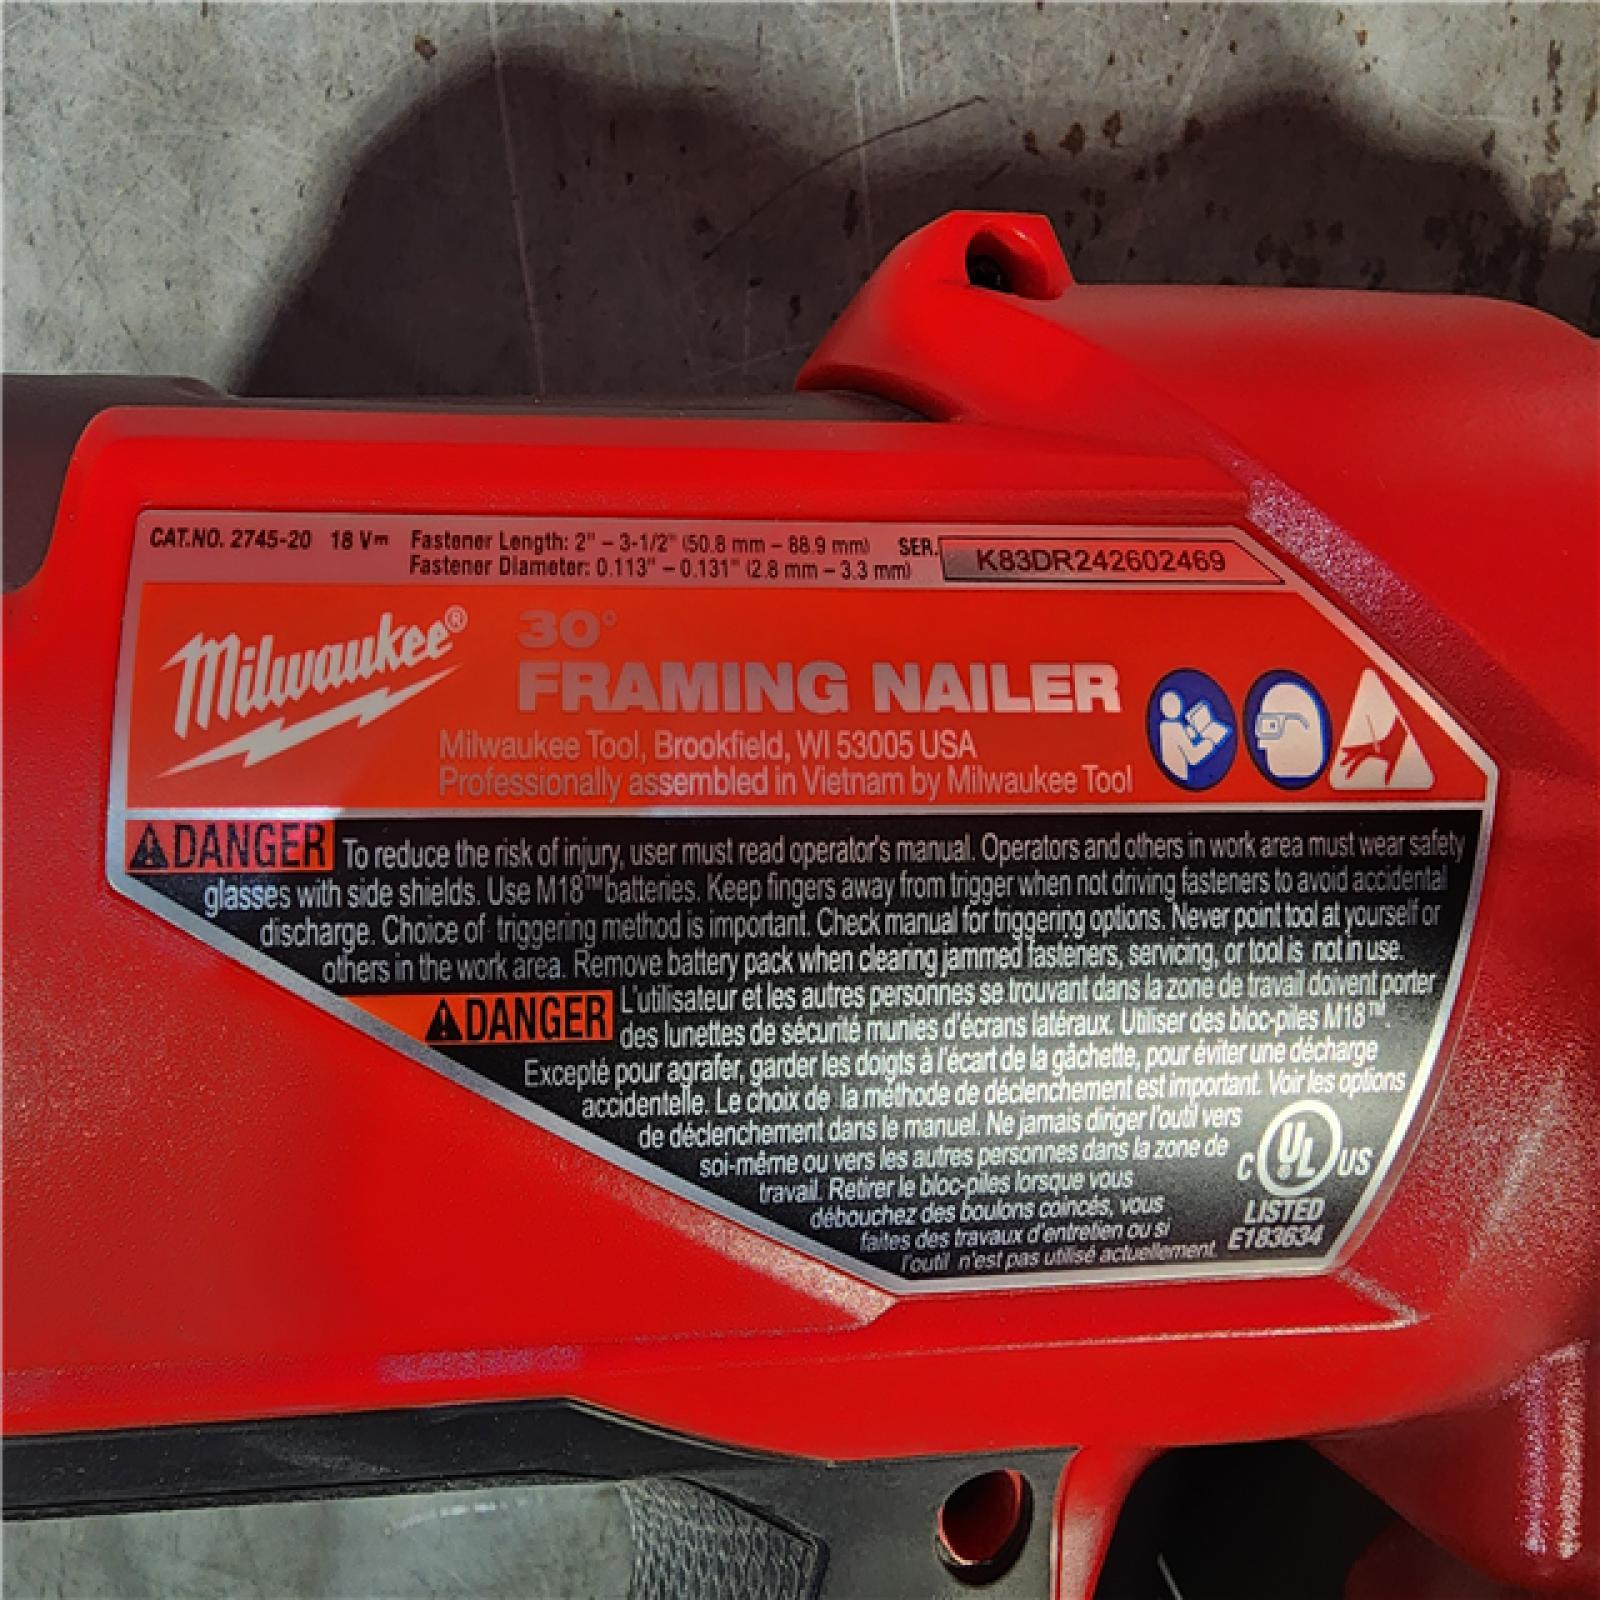 CAT.NO. 2745-20 18 V⎓ Fastener Length: 2" – 3-1/2" (50.8 mm – 88.9 mm) SER.
Fastener Diameter: 0.113" – 0.131" (2.8 mm – 3.3 mm)
K83DR242602469
Milwaukee®
30°
FRAMING NAILER
Milwaukee Tool, Brookfield, WI 53005 USA
Professionally assembled in Vietnam by Milwaukee Tool
DANGER To reduce the risk of injury, user must read operator's manual. Operators and others in work area must wear safety
glasses with side shields. Use M18™ batteries. Keep fingers away from trigger when not driving fasteners to avoid accidental
discharge. Choice of triggering method is important. Check manual for triggering options. Never point tool at yourself or
others in the work area. Remove battery pack when clearing jammed fasteners, servicing, or tool is not in use.
DANGER L'utilisateur et les autres personnes se trouvant dans la zone de travail doivent porter
des lunettes de sécurité munies d'écrans latéraux. Utiliser des bloc-piles M18™.
Excepté pour agrafer, garder les doigts à l'écart de la gâchette, pour éviter une décharge
accidentelle. Le choix de la méthode de déclenchement est important. Voir les options
de déclenchement dans le manuel. Ne jamais diriger l'outil vers
soi-même ou vers les autres personnes dans la zone de
travail. Retirer le bloc-piles lorsque vous
débouchez des boulons coincés, vous
faites des travaux d'entretien ou si
l'outil n'est pas utilisé actuellement.
C UL US
LISTED
E183634